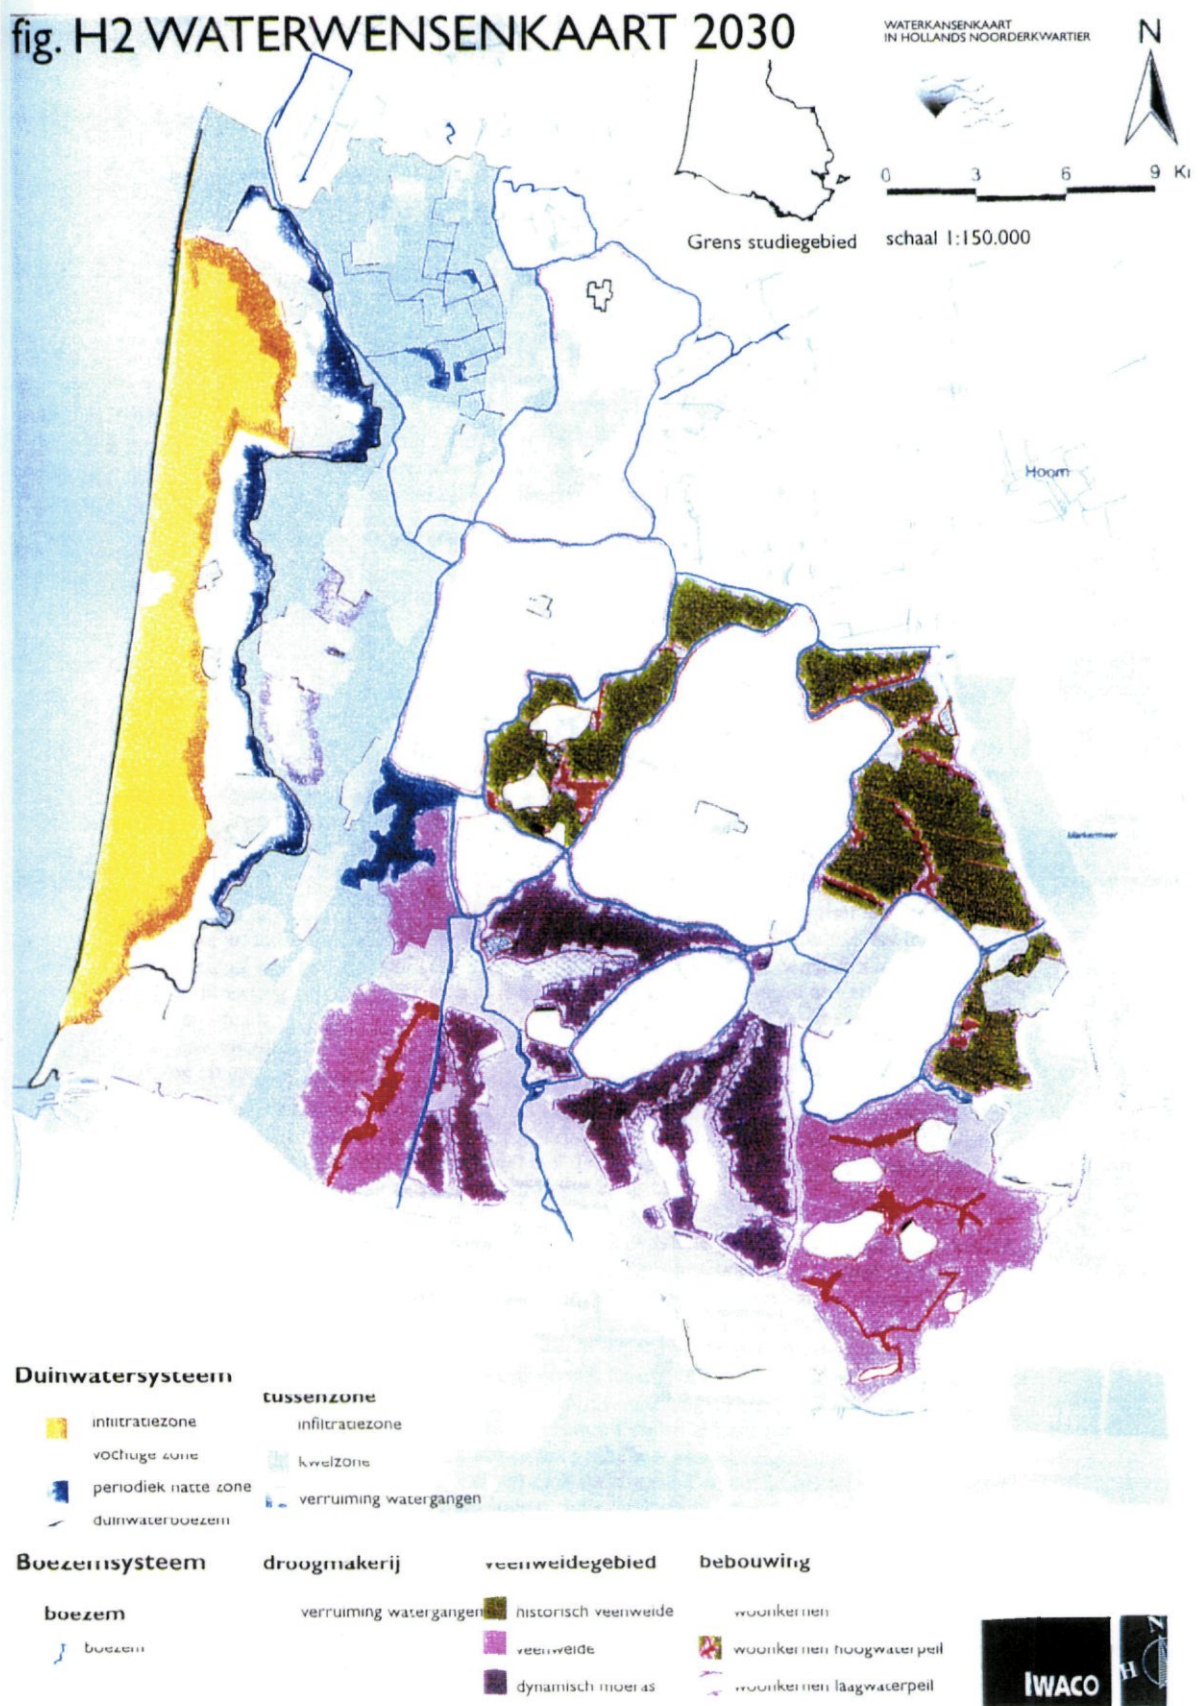 fig. H2 WATERWENSENKAART 2030
WATERKANSENKAART
IN HOLLANDS NOORDERKWARTIER
N
0 3 6 9
Grens studiegebied
schaal 1:150.000
Hoorn
Markermeer
Duinwatersysteem
infiltratiezone
vochtige zone
periodiek natte zone
duinwaterboezem
tussenzone
infiltratiezone
kwelzone
verruiming watergangen
Boezemsysteem
boezem
boezem
droogmakerij
verruiming watergangen
veenweidegebied
historisch veenweide
veenweide
dynamisch moeras
bebouwing
woonkernen
woonkernen hoogwaterpeil
woonkernen laagwaterpeil
IWACO
H
N